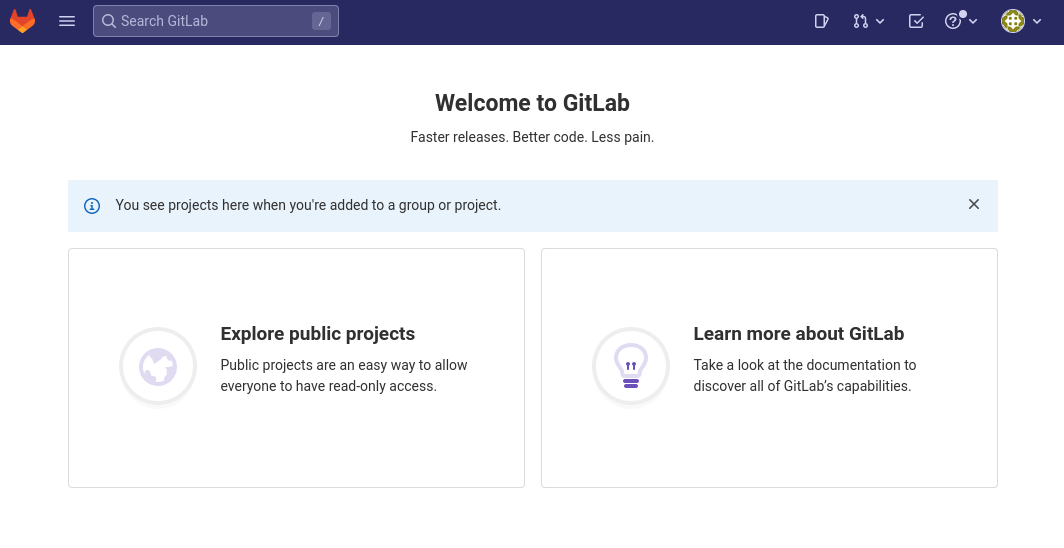 Search GitLab /
Welcome to GitLab
Faster releases. Better code. Less pain.
You see projects here when you're added to a group or project.
Explore public projects
Public projects are an easy way to allow
everyone to have read-only access.
Learn more about GitLab
Take a look at the documentation to
discover all of GitLab’s capabilities.